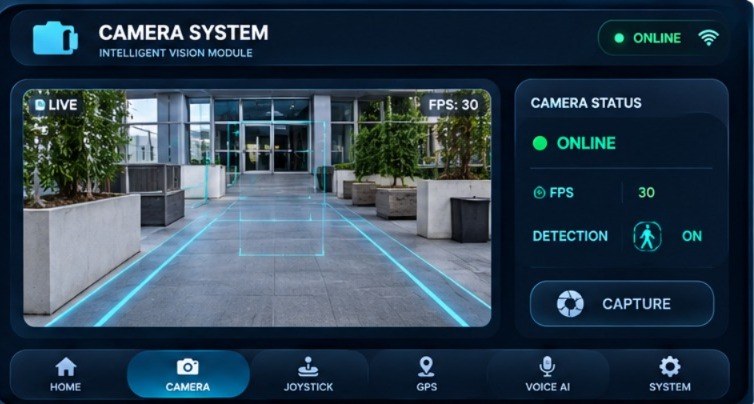 CAMERA SYSTEM
INTELLIGENT VISION MODULE
ONLINE
LIVE
FPS: 30
CAMERA STATUS
ONLINE
FPS 30
DETECTION ON
CAPTURE
HOME
CAMERA
JOYSTICK
GPS
VOICE AI
SYSTEM